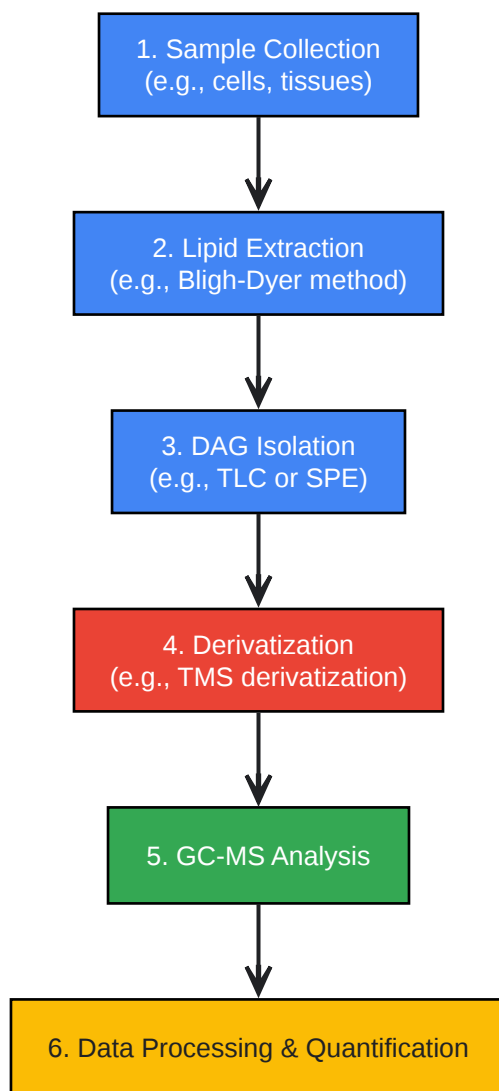 1. Sample Collection
(e.g., cells, tissues)
2. Lipid Extraction
(e.g., Bligh-Dyer method)
3. DAG Isolation
(e.g., TLC or SPE)
4. Derivatization
(e.g., TMS derivatization)
5. GC-MS Analysis
6. Data Processing & Quantification